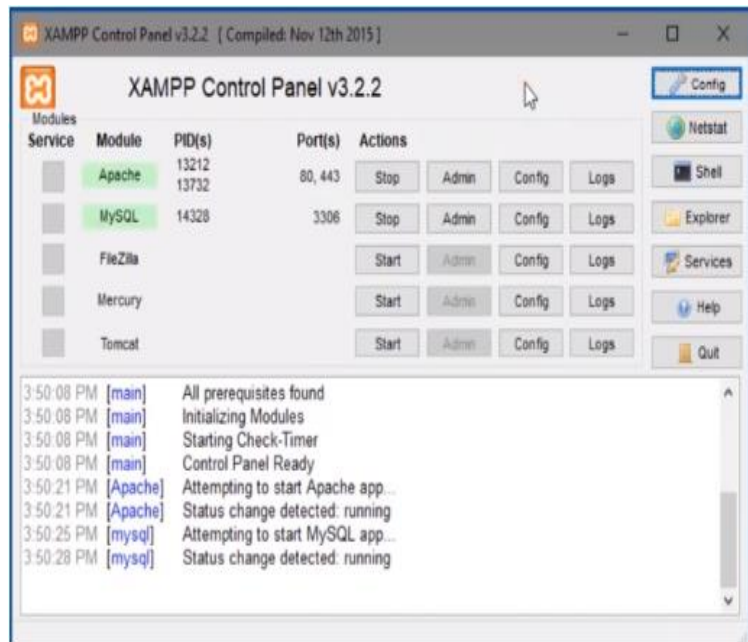 XAMPP Control Panel v3.2.2 [ Compiled: Nov 12th 2015 ]
XAMPP Control Panel v3.2.2
Config
Netstat
Shell
Explorer
Services
Help
Quit
Modules
Service Module PID(s) Port(s) Actions
Apache 13212 13732 80, 443 Stop Admin Config Logs
MySQL 14328 3306 Stop Admin Config Logs
FileZilla Start Admin Config Logs
Mercury Start Admin Config Logs
Tomcat Start Admin Config Logs
3:50:08 PM [main] All prerequisites found
3:50:08 PM [main] Initializing Modules
3:50:08 PM [main] Starting Check-Timer
3:50:08 PM [main] Control Panel Ready
3:50:21 PM [Apache] Attempting to start Apache app...
3:50:21 PM [Apache] Status change detected: running
3:50:25 PM [mysql] Attempting to start MySQL app...
3:50:28 PM [mysql] Status change detected: running